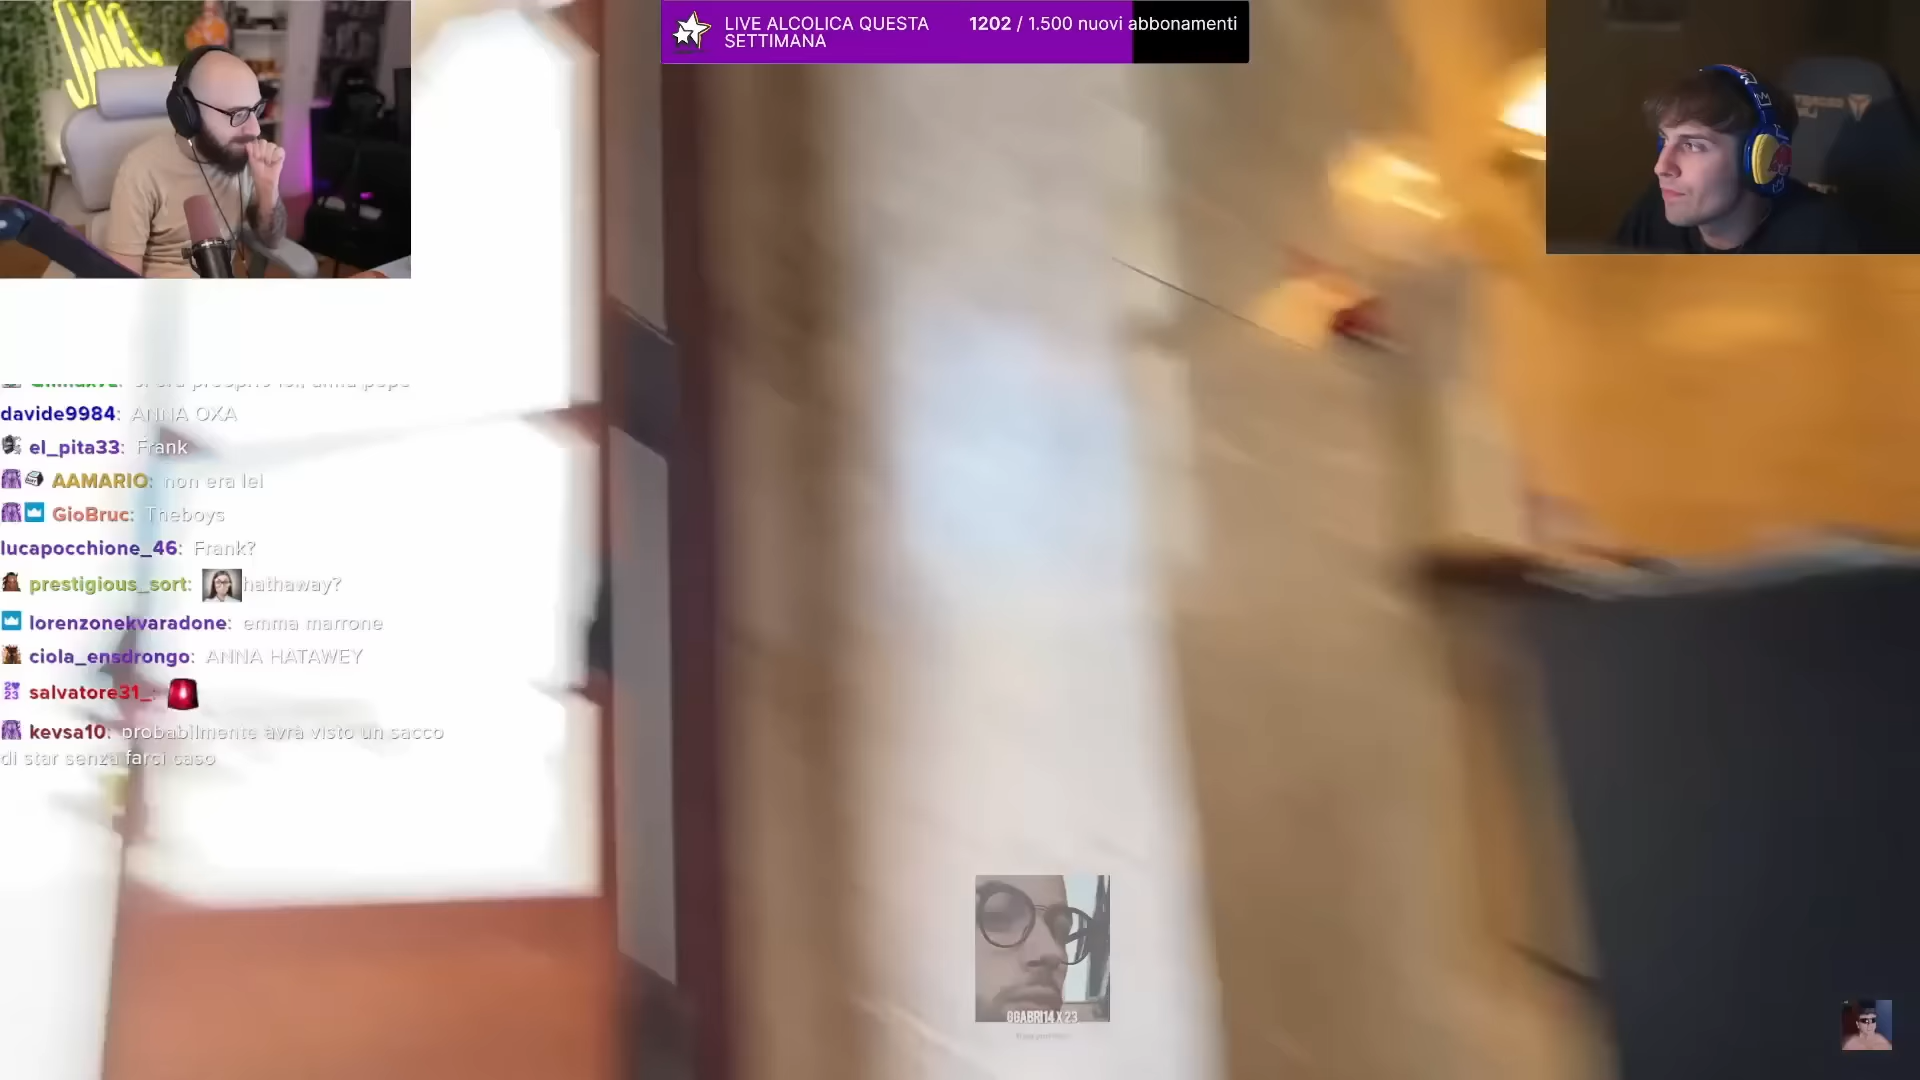 LIVE ALCOLICA QUESTA
SETTIMANA
1202 / 1.500 nuovi abbonamenti
davide9984: ANNA OXA
el_pita33: Frank
AAMARIO: non era lei
GioBruc: Theboys
lucapocchione_46: Frank?
prestigious_sort: hathaway?
lorenzonekvaradone: emma marrone
ciola_ensdrongo: ANNA HATAWEY
salvatore31_:
kevsa10: probabilmente avrà visto un sacco
di star senza farci caso
GGABRI14 X 23